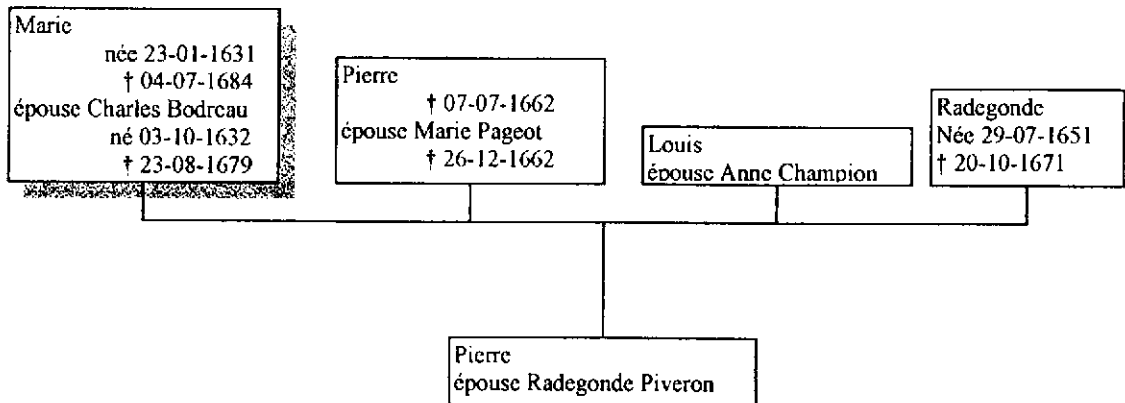 Marie
née 23-01-1631
† 04-07-1684
épouse Charles Bodreau
né 03-10-1632
† 23-08-1679
Pierre
† 07-07-1662
épouse Marie Pageot
† 26-12-1662
Louis
épouse Anne Champion
Radegonde
Née 29-07-1651
† 20-10-1671
Pierre
épouse Radegonde Piveron